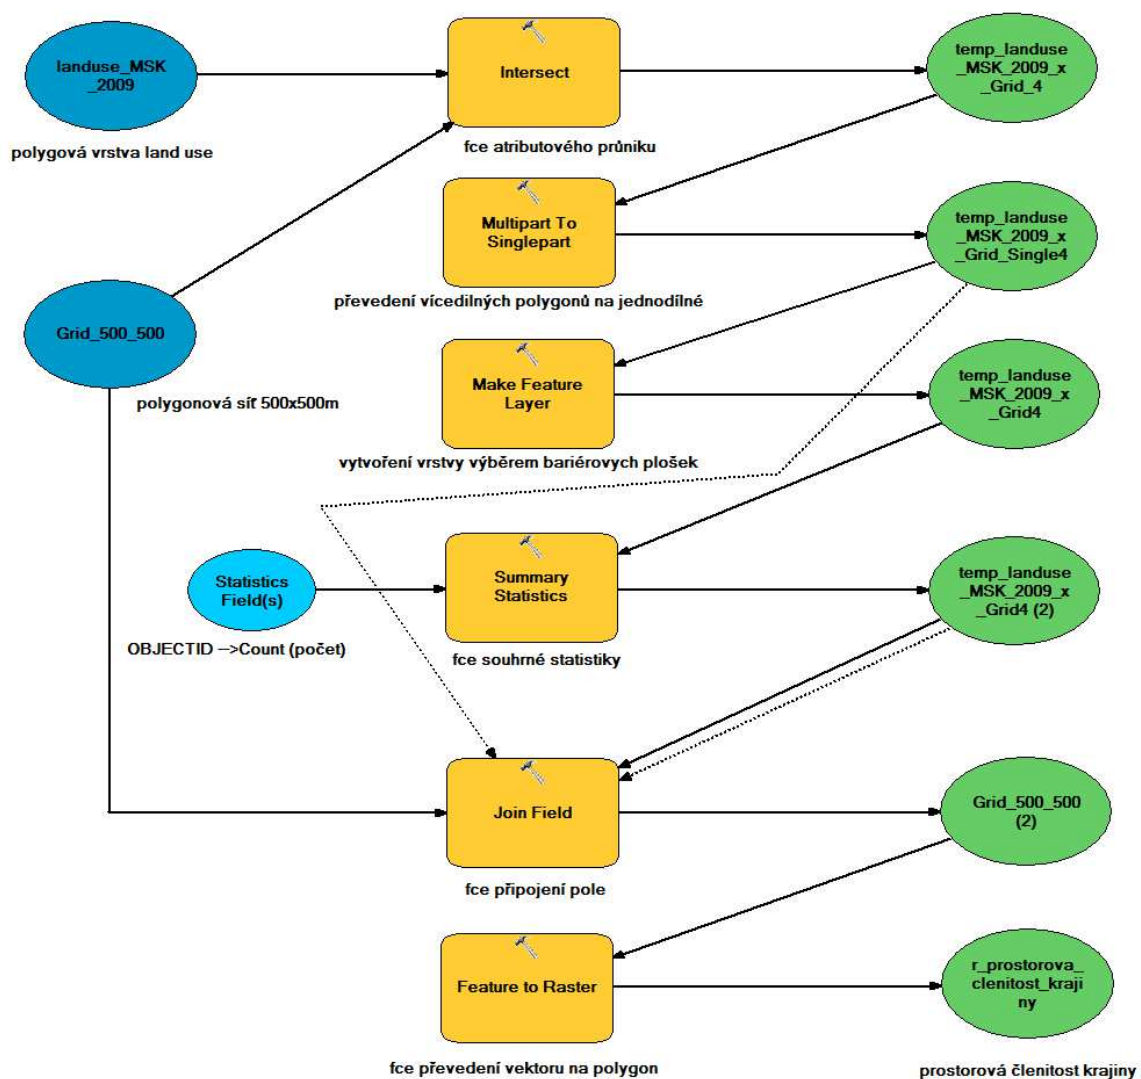 landuse_MSK
_2009
polygová vrstva land use
Intersect
fce atributového průniku
temp_landuse
_MSK_2009_x
_Grid_4
Multipart To
Singlepart
převedení vícedilných polygonů na jednodílné
temp_landuse
_MSK_2009_x
_Grid_Single4
Grid_500_500
polygonová síť 500x500m
Make Feature
Layer
vytvoření vrstvy výběrem bariérovych plošek
temp_landuse
_MSK_2009_x
_Grid4
Statistics
Field(s)
OBJECTID -->Count (počet)
Summary
Statistics
fce souhrné statistiky
temp_landuse
_MSK_2009_x
_Grid4 (2)
Join Field
fce připojení pole
Grid_500_500
(2)
Feature to Raster
fce převedení vektoru na polygon
r_prostorova_
clenitost_kraji
ny
prostorová členitost krajiny